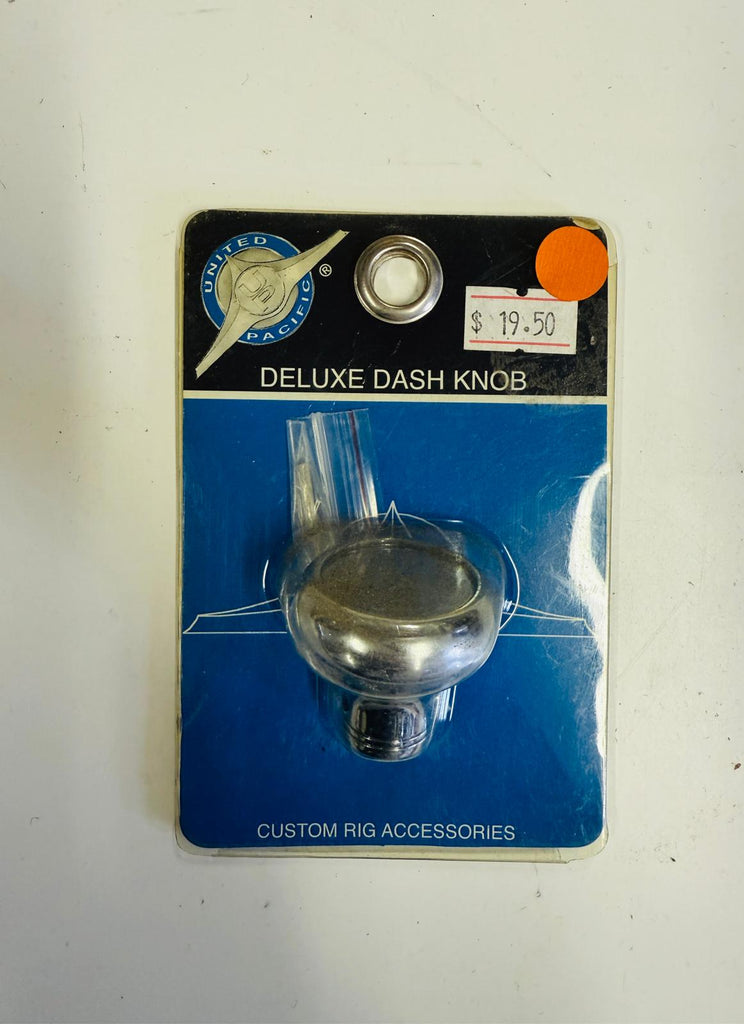 UNITED
PACIFIC
®
$ 19.50
DELUXE DASH KNOB
CUSTOM RIG ACCESSORIES